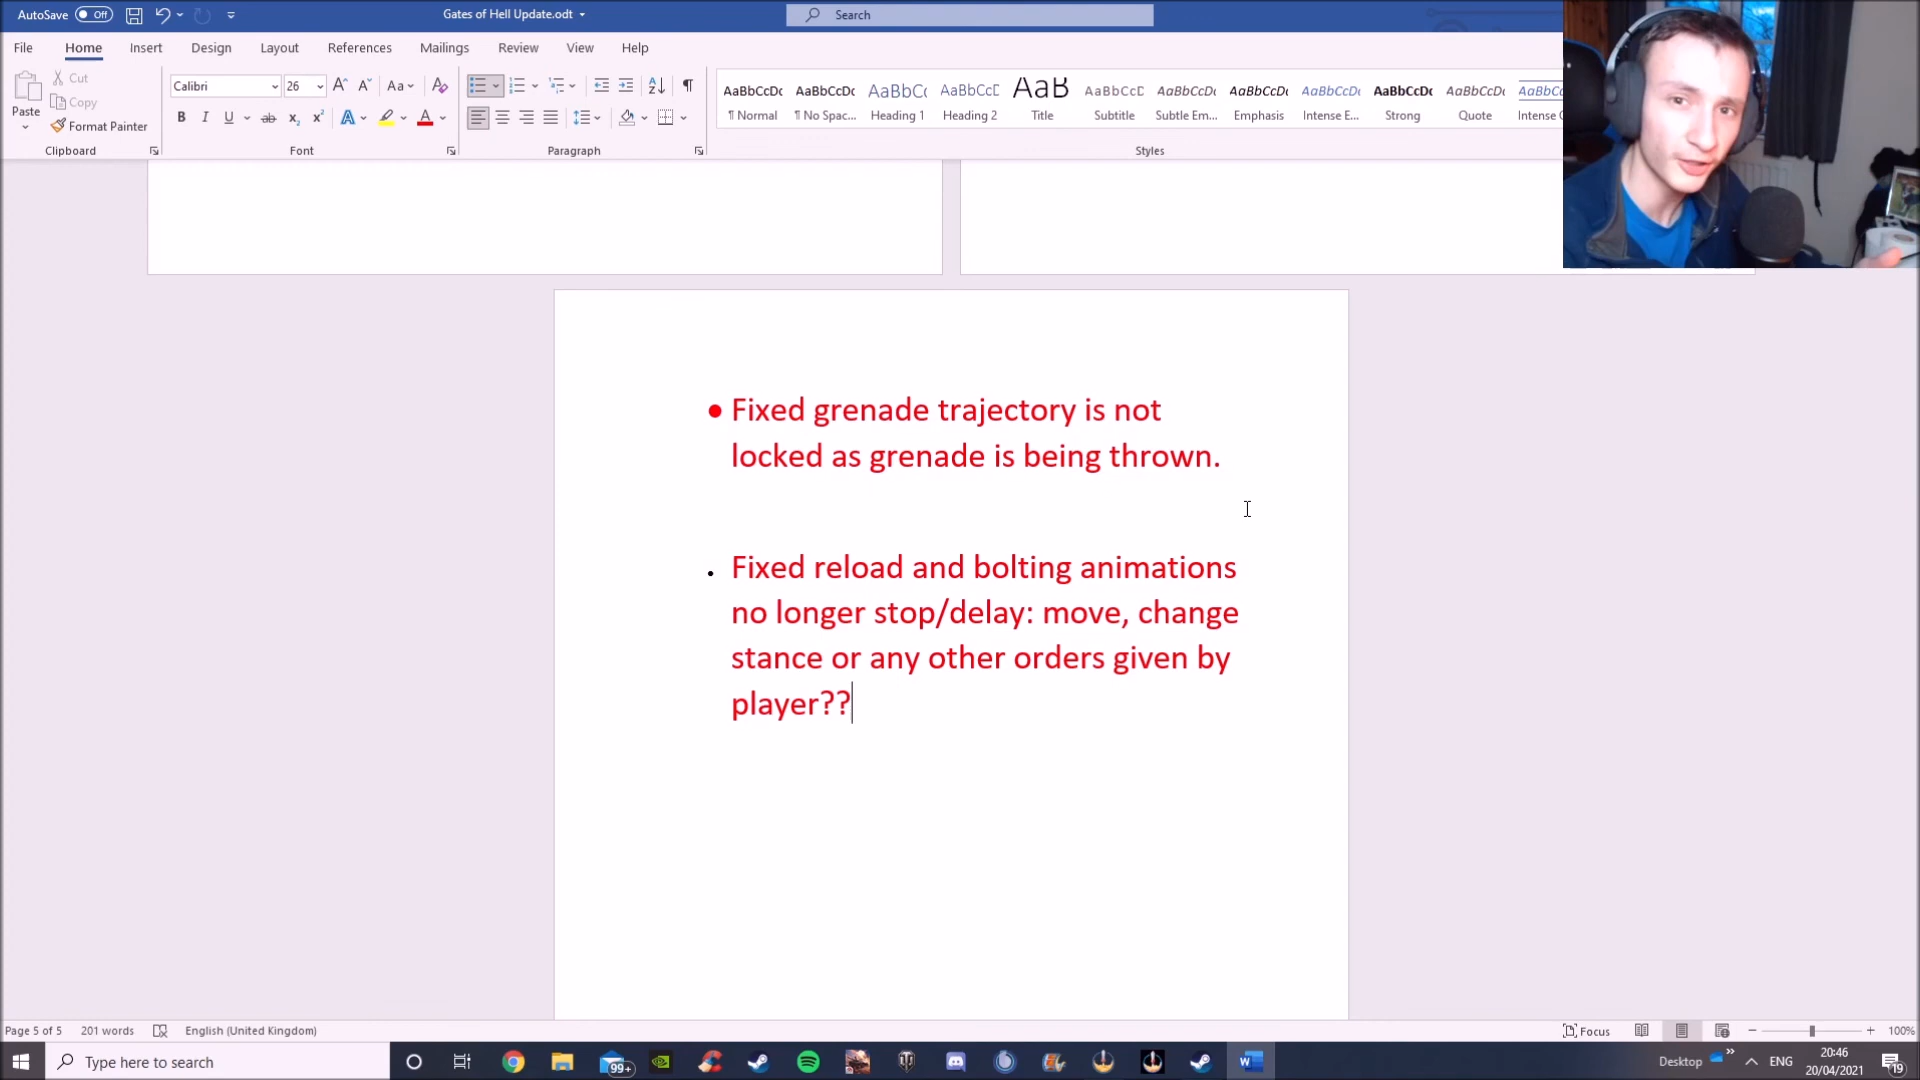 AutoSave Off
Gates of Hell Update.odt
Search
File Home Insert Design Layout References Mailings Review View Help
Paste
Cut
Copy
Format Painter
Clipboard
Calibri 26
Font
Paragraph
AaBbCcDc AaBbCcDc AaBbC( AaBbCcE AaB AaBbCcD AaBbCcDc AaBbCcDc AaBbCcDc AaBbCcDc AaBbCcDc AaBbCc
¶ Normal ¶ No Spac... Heading 1 Heading 2 Title Subtitle Subtle Em... Emphasis Intense E... Strong Quote Intense
Styles
• Fixed grenade trajectory is not
locked as grenade is being thrown.
• Fixed reload and bolting animations
no longer stop/delay: move, change
stance or any other orders given by
player??
Page 5 of 5 201 words English (United Kingdom)
Focus 100%
Type here to search
99+
Desktop
ENG
20:46
20/04/2021
19